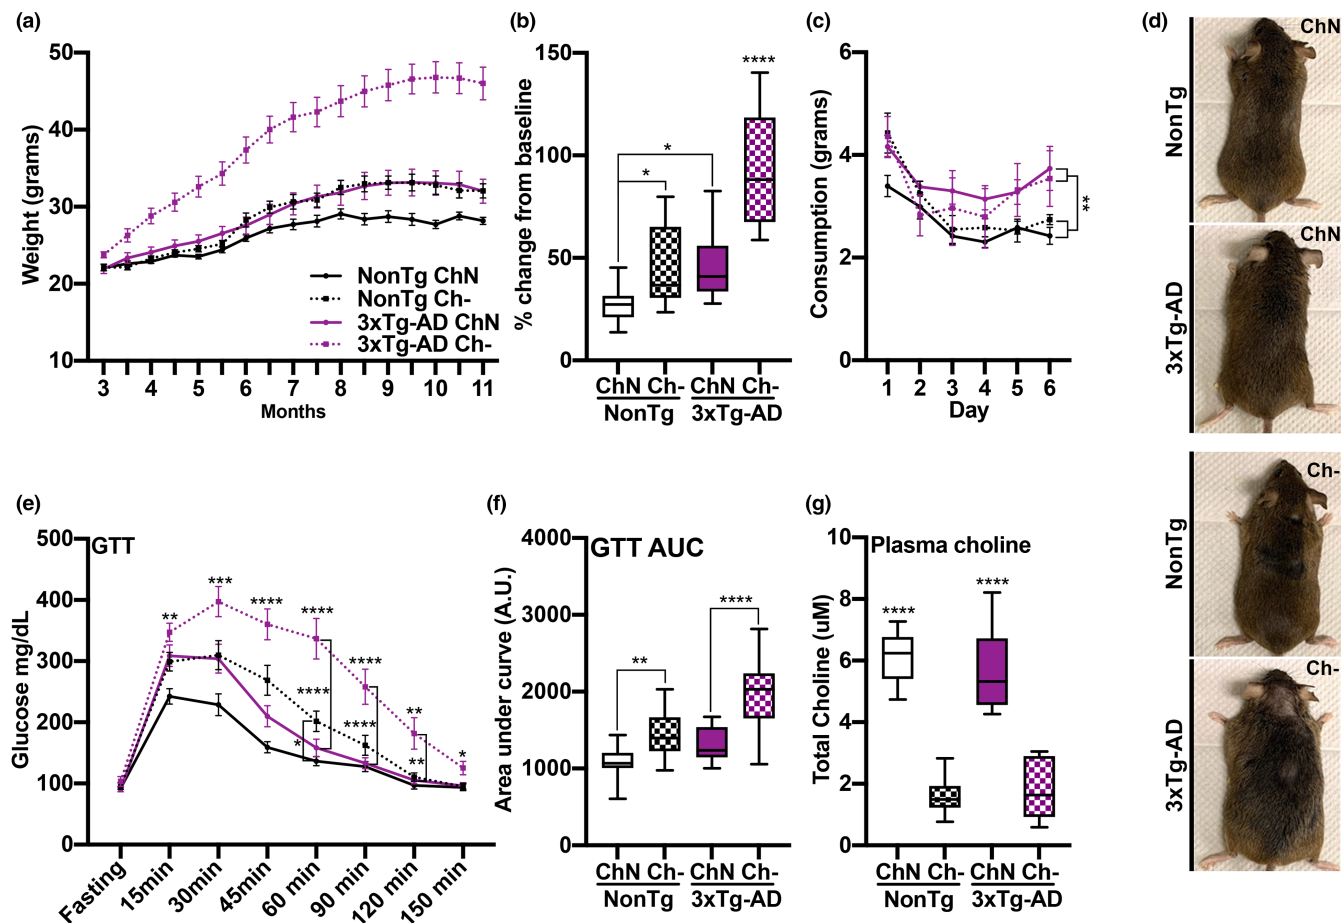 (a)
Weight (grams)
50
40
30
20
10
NonTg ChN
NonTg Ch-
3xTg-AD ChN
3xTg-AD Ch-
3 4 5 6 7 8 9 10 11
Months
(b)
% change from baseline
150
100
50
0
****
*
*
ChN Ch- ChN Ch-
NonTg 3xTg-AD
(c)
Consumption (grams)
6
4
2
0
**
1 2 3 4 5 6
Day
(d)
ChN
NonTg
ChN
3xTg-AD
Ch-
NonTg
Ch-
3xTg-AD
(e)
GTT
Glucose mg/dL
500
400
300
200
100
0
** *** **** **** **** ** *
**** **** **
*
Fasting 15min 30min 45min 60 min 90 min 120 min 150 min
(f)
GTT AUC
Area under curve (A.U.)
4000
3000
2000
1000
0
****
**
ChN Ch- ChN Ch-
NonTg 3xTg-AD
(g)
Plasma choline
Total Choline (uM)
10
8
6
4
2
0
**** ****
ChN Ch- ChN Ch-
NonTg 3xTg-AD